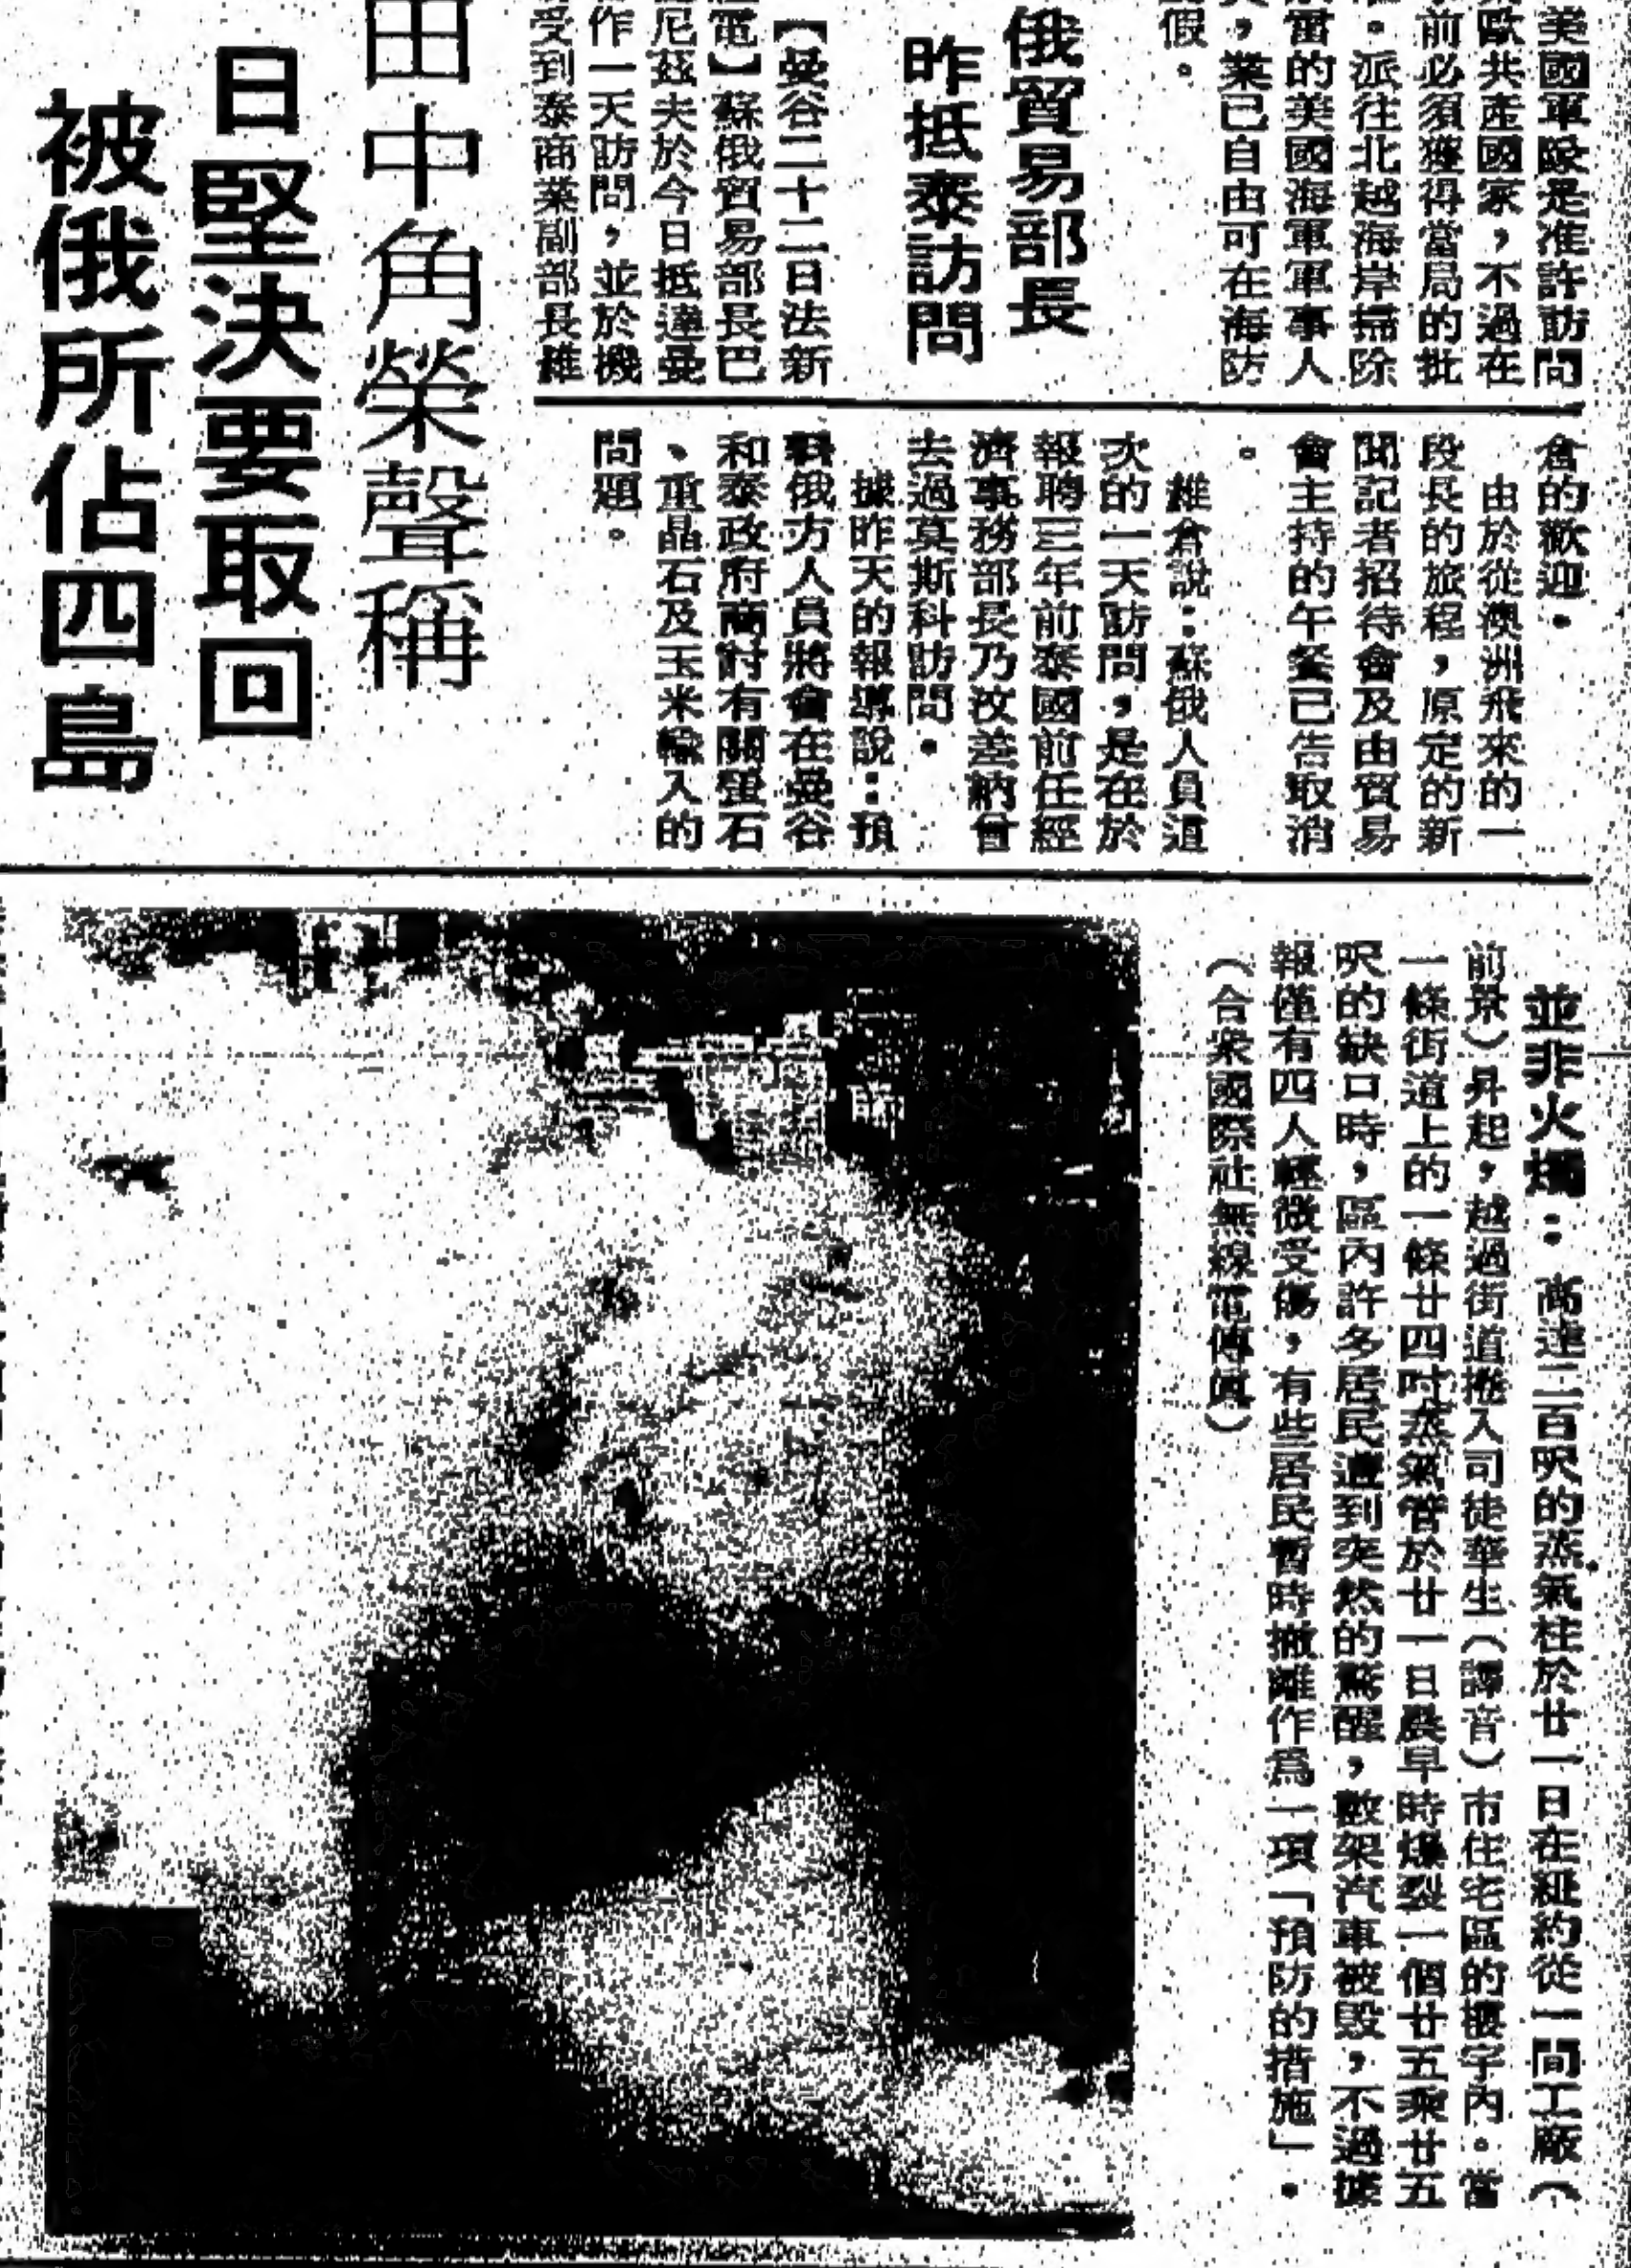 美國軍隊是准許訪問
歐共產國家，不過在
前必須獲得當局的批
。派往北越海岸掃除
雷的美國海軍軍事人
，業已自由可在海防
假。
俄貿易部長
昨抵泰訪問
【曼谷二十二日法新
電】蘇俄貿易部長巴
尼茲夫於今日抵達曼
作一天訪問，並於機
受到泰商業副部長維
倉的歡迎。
由於從澳洲飛來的一
段長的旅程，原定的新
聞記者招待會及由貿易
會主持的午餐已告取消
。
維倉說：蘇俄人員這
次的一天訪問，是在於
報聘三年前泰國前任經
濟事務部長乃汶差納曾
去過莫斯科訪問。
據昨天的報導說：預
料俄方人員將會在曼谷
和泰政府商討有關螢石
、重晶石及玉米輸入的
問題。
田中角榮聲稱
日堅決要取回
被俄所佔四島
並非火燭：高達二百呎的蒸氣柱於廿一日在紐約從一間工廠（
前景）昇起，越過街道捲入司徒華生（譯音）市住宅區的樓宇內。當
一條街道上的一條廿四吋蒸氣管於廿一日晨早時爆裂一個廿五乘廿五
呎的缺口時，區內許多居民遭到突然的驚醒，數架汽車被毀，不過據
報僅有四人輕微受傷，有些居民暫時撤離作為一項「預防的措施」。
（合眾國際社無線電傳真）